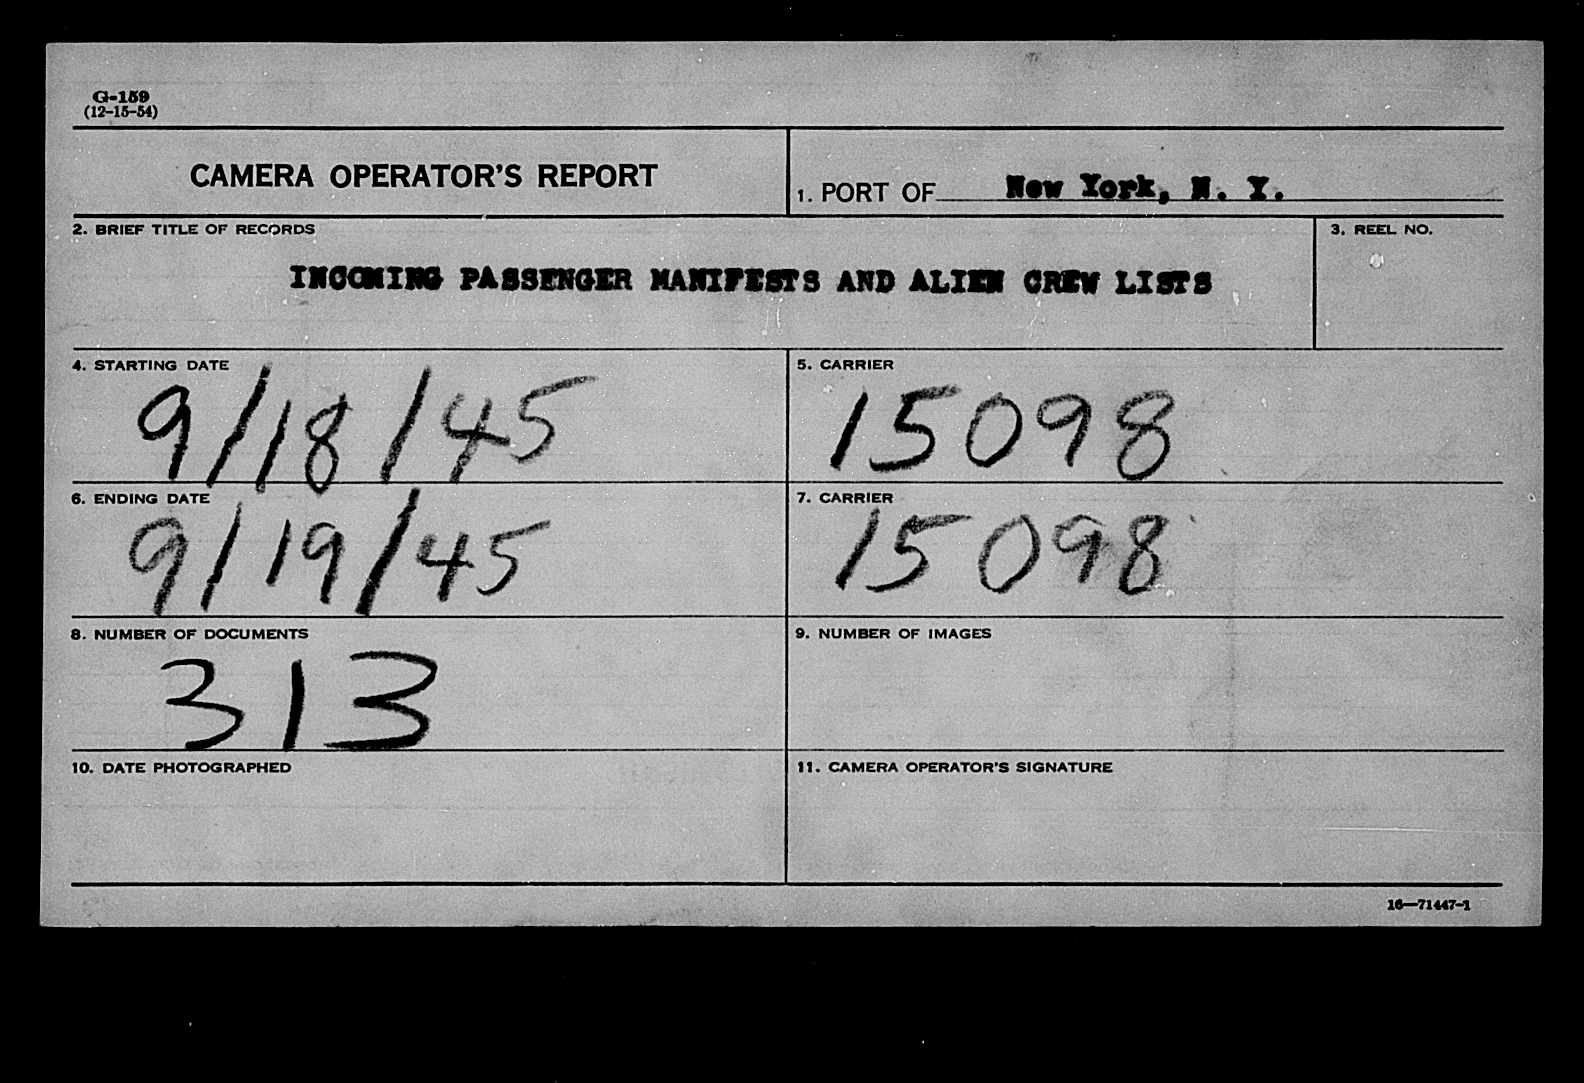 G-159
(12-15-54)
CAMERA OPERATOR'S REPORT
1. PORT OF New York, N. Y.
2. BRIEF TITLE OF RECORDS
3. REEL NO.
INCOMING PASSENGER MANIFESTS AND ALIEN CREW LISTS
4. STARTING DATE
5. CARRIER
9/18/45
15098
6. ENDING DATE
7. CARRIER
9/19/45
15098
8. NUMBER OF DOCUMENTS
9. NUMBER OF IMAGES
313
10. DATE PHOTOGRAPHED
11. CAMERA OPERATOR'S SIGNATURE
16—71447-1